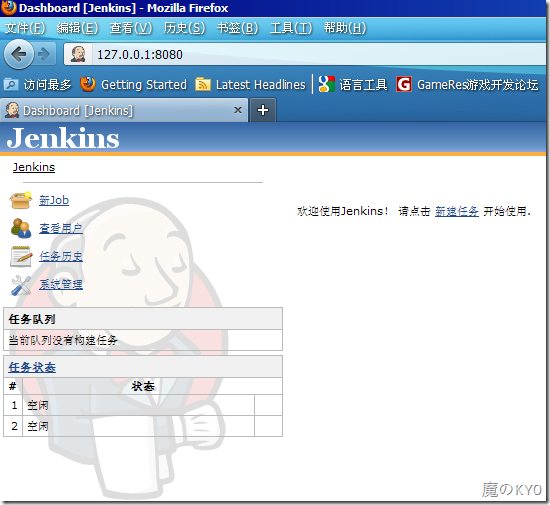 Dashboard [Jenkins] - Mozilla Firefox
文件(F) 编辑(E) 查看(V) 历史(S) 书签(B) 工具(T) 帮助(H)
127.0.0.1:8080
访问最多 Getting Started Latest Headlines 语言工具 GameRes游戏开发论坛
Dashboard [Jenkins] × +
Jenkins
Jenkins
新Job
查看用户
任务历史
系统管理
欢迎使用Jenkins! 请点击 新建任务 开始使用.
任务队列
当前队列没有构建任务
任务状态
# 状态
1 空闲
2 空闲
魔のKYO